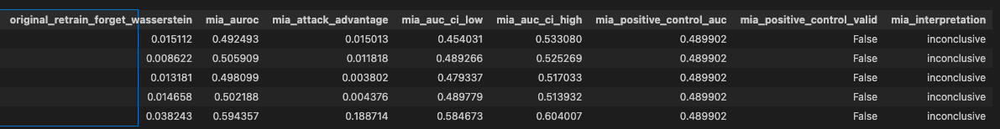 original_retrain_forget_wasserstein mia_auroc mia_attack_advantage mia_auc_ci_low mia_auc_ci_high mia_positive_control_auc mia_positive_control_valid mia_interpretation
0.015112 0.492493 0.015013 0.454031 0.533080 0.489902 False inconclusive
0.008622 0.505909 0.011818 0.489266 0.525269 0.489902 False inconclusive
0.013181 0.498099 0.003802 0.479337 0.517033 0.489902 False inconclusive
0.014658 0.502188 0.004376 0.489779 0.513932 0.489902 False inconclusive
0.038243 0.594357 0.188714 0.584673 0.604007 0.489902 False inconclusive